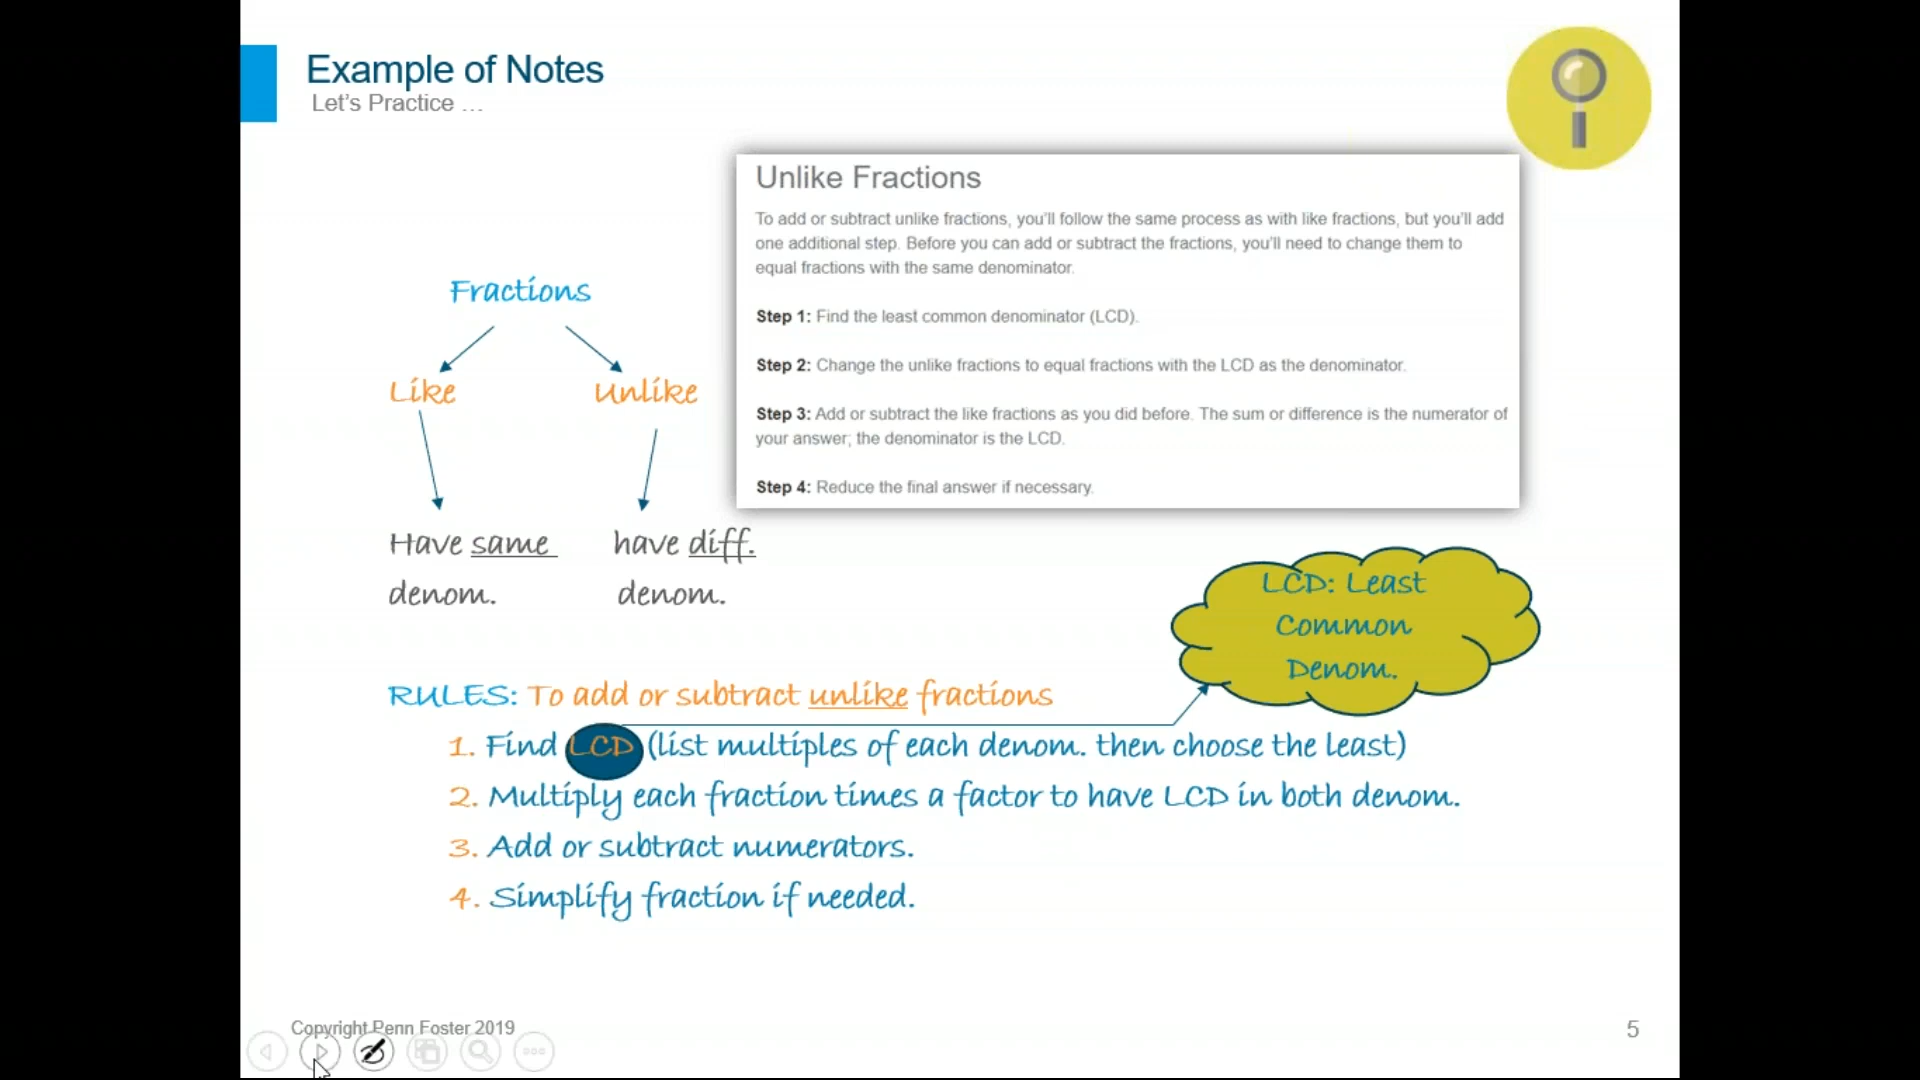 Example of Notes
Let's Practice ...
Unlike Fractions
To add or subtract unlike fractions, you'll follow the same process as with like fractions, but you'll add
one additional step. Before you can add or subtract the fractions, you'll need to change them to
equal fractions with the same denominator.
Step 1: Find the least common denominator (LCD).
Step 2: Change the unlike fractions to equal fractions with the LCD as the denominator.
Step 3: Add or subtract the like fractions as you did before. The sum or difference is the numerator of
your answer; the denominator is the LCD.
Step 4: Reduce the final answer if necessary.
Fractions
Like
Unlike
Have same
denom.
have diff.
denom.
LCD: Least
Common
Denom.
RULES: To add or subtract unlike fractions
1. Find LCD (list multiples of each denom. then choose the least)
2. Multiply each fraction times a factor to have LCD in both denom.
3. Add or subtract numerators.
4. Simplify fraction if needed.
Copyright Penn Foster 2019
5